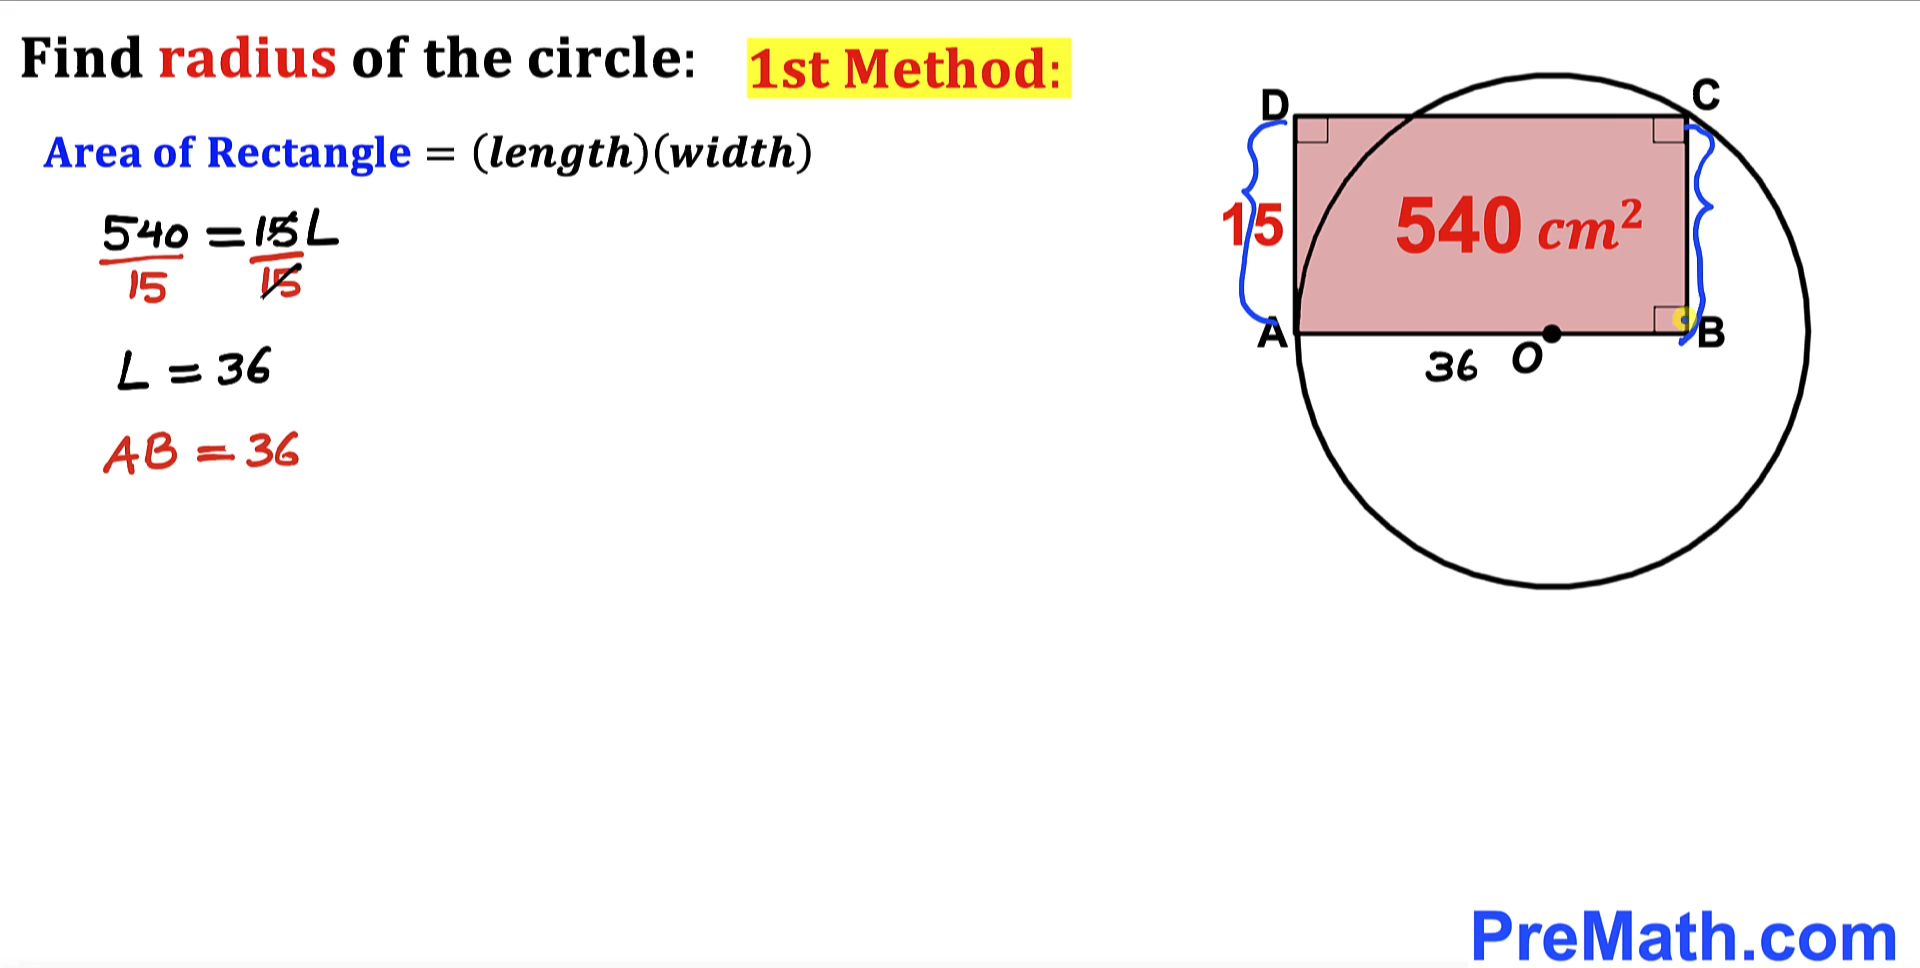 Find radius of the circle: 1st Method:
Area of Rectangle = (length)(width)
540 = 15L
15 15
L = 36
AB = 36
D C
15 540 cm²
A B
36 O
PreMath.com